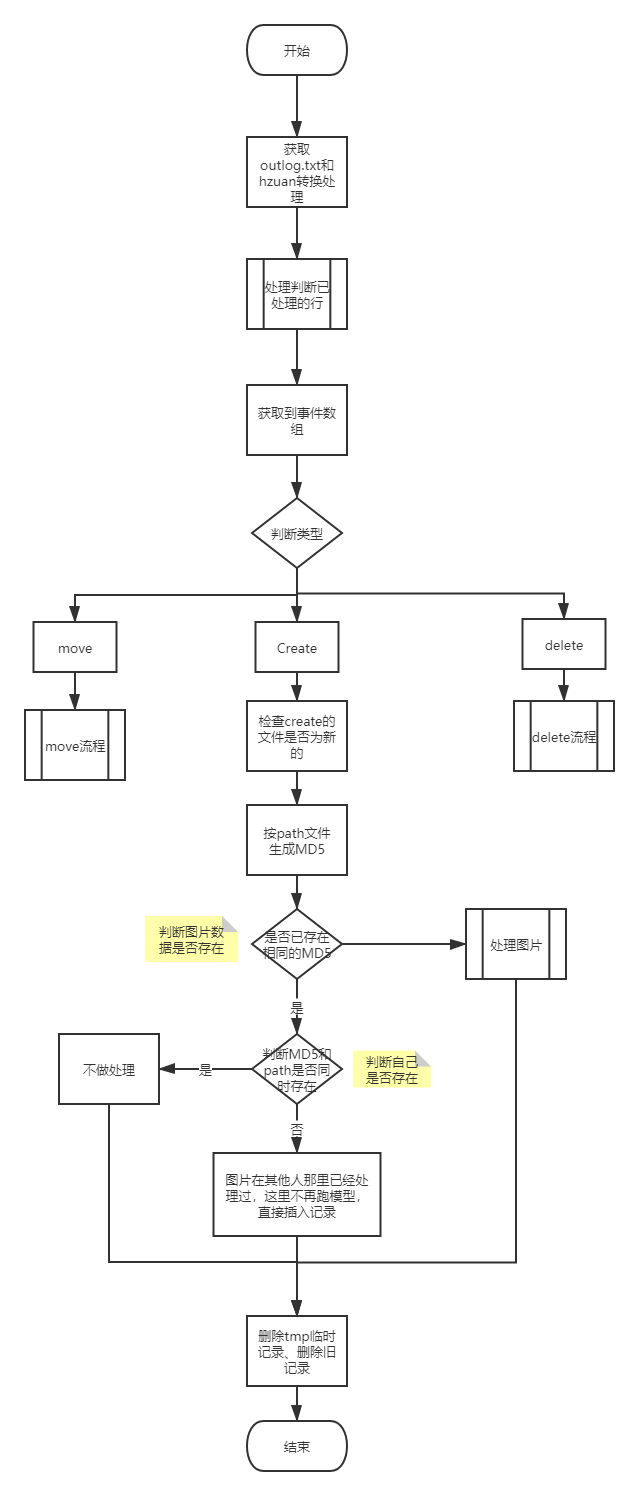 开始
获取
outlog.txt和
hzuan转换处
理
处理判断已
处理的行
获取到事件数
组
判断类型
move
Create
delete
move流程
检查create的
文件是否为新
的
delete流程
按path文件
生成MD5
判断图片数
据是否存在
是否已存在
相同的MD5
处理图片
是
不做处理
是
判断MD5和
path是否同
时存在
判断自己
是否存在
否
图片在其他人那里已经处
理过，这里不再跑模型，
直接插入记录
删除tmp临时
记录、删除旧
记录
结束